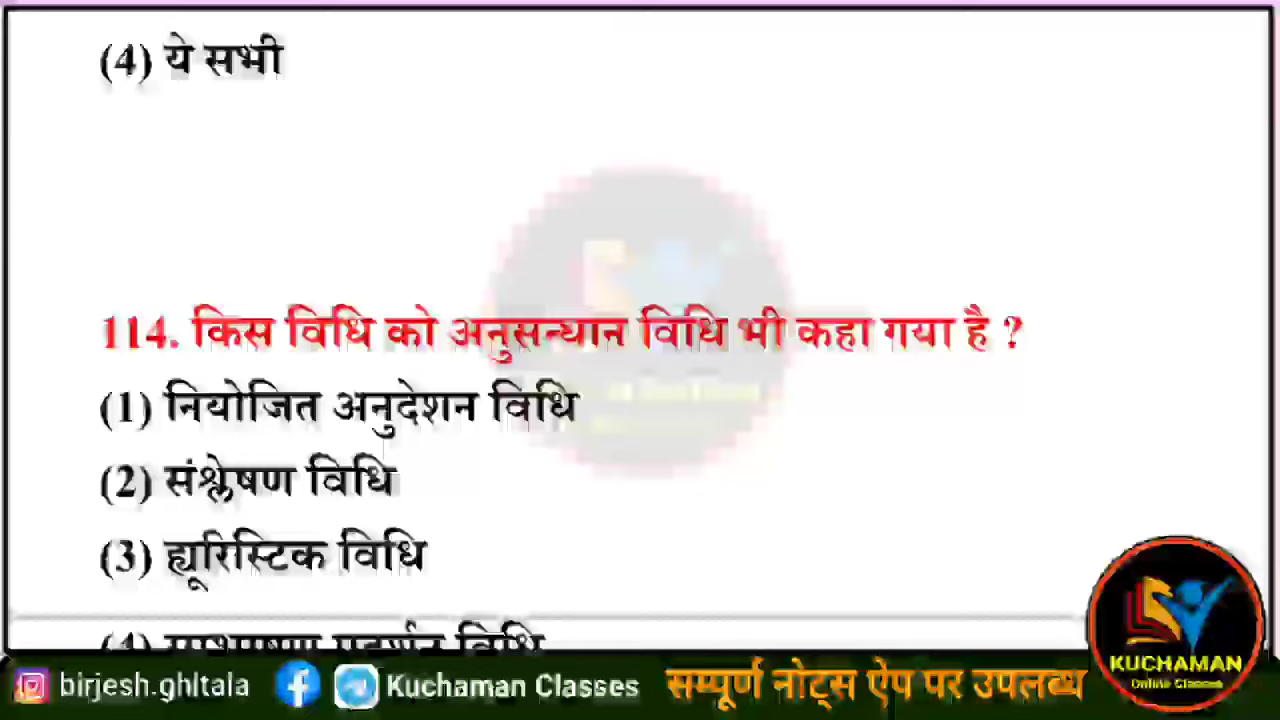 (4) ये सभी
114. किस विधि को अनुसन्धान विधि भी कहा गया है ?
(1) नियोजित अनुदेशन विधि
(2) संश्लेषण विधि
(3) ह्यूरिस्टिक विधि
(4) विधि
birjesh.ghltala
Kuchaman Classes
सम्पूर्ण नोट्स ऐप पर उपलब्ध
KUCHAMAN
Online Classes